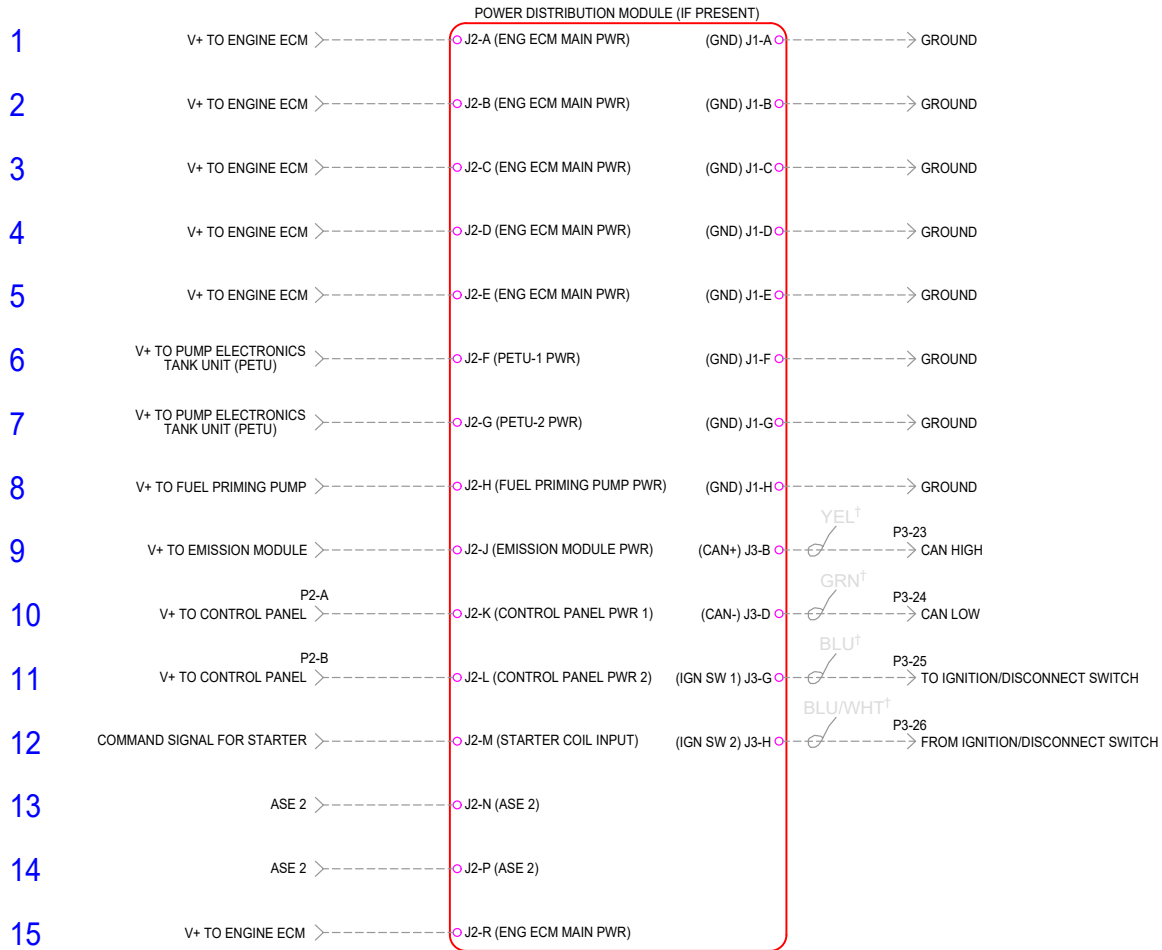 POWER DISTRIBUTION MODULE (IF PRESENT)
1 V+ TO ENGINE ECM J2-A (ENG ECM MAIN PWR) (GND) J1-A GROUND
2 V+ TO ENGINE ECM J2-B (ENG ECM MAIN PWR) (GND) J1-B GROUND
3 V+ TO ENGINE ECM J2-C (ENG ECM MAIN PWR) (GND) J1-C GROUND
4 V+ TO ENGINE ECM J2-D (ENG ECM MAIN PWR) (GND) J1-D GROUND
5 V+ TO ENGINE ECM J2-E (ENG ECM MAIN PWR) (GND) J1-E GROUND
6 V+ TO PUMP ELECTRONICS
TANK UNIT (PETU) J2-F (PETU-1 PWR) (GND) J1-F GROUND
7 V+ TO PUMP ELECTRONICS
TANK UNIT (PETU) J2-G (PETU-2 PWR) (GND) J1-G GROUND
8 V+ TO FUEL PRIMING PUMP J2-H (FUEL PRIMING PUMP PWR) (GND) J1-H GROUND
YEL† P3-23
9 V+ TO EMISSION MODULE J2-J (EMISSION MODULE PWR) (CAN+) J3-B CAN HIGH
P2-A GRN† P3-24
10 V+ TO CONTROL PANEL J2-K (CONTROL PANEL PWR 1) (CAN-) J3-D CAN LOW
P2-B BLU† P3-25
11 V+ TO CONTROL PANEL J2-L (CONTROL PANEL PWR 2) (IGN SW 1) J3-G TO IGNITION/DISCONNECT SWITCH
BLU/WHT† P3-26
12 COMMAND SIGNAL FOR STARTER J2-M (STARTER COIL INPUT) (IGN SW 2) J3-H FROM IGNITION/DISCONNECT SWITCH
13 ASE 2 J2-N (ASE 2)
14 ASE 2 J2-P (ASE 2)
15 V+ TO ENGINE ECM J2-R (ENG ECM MAIN PWR)